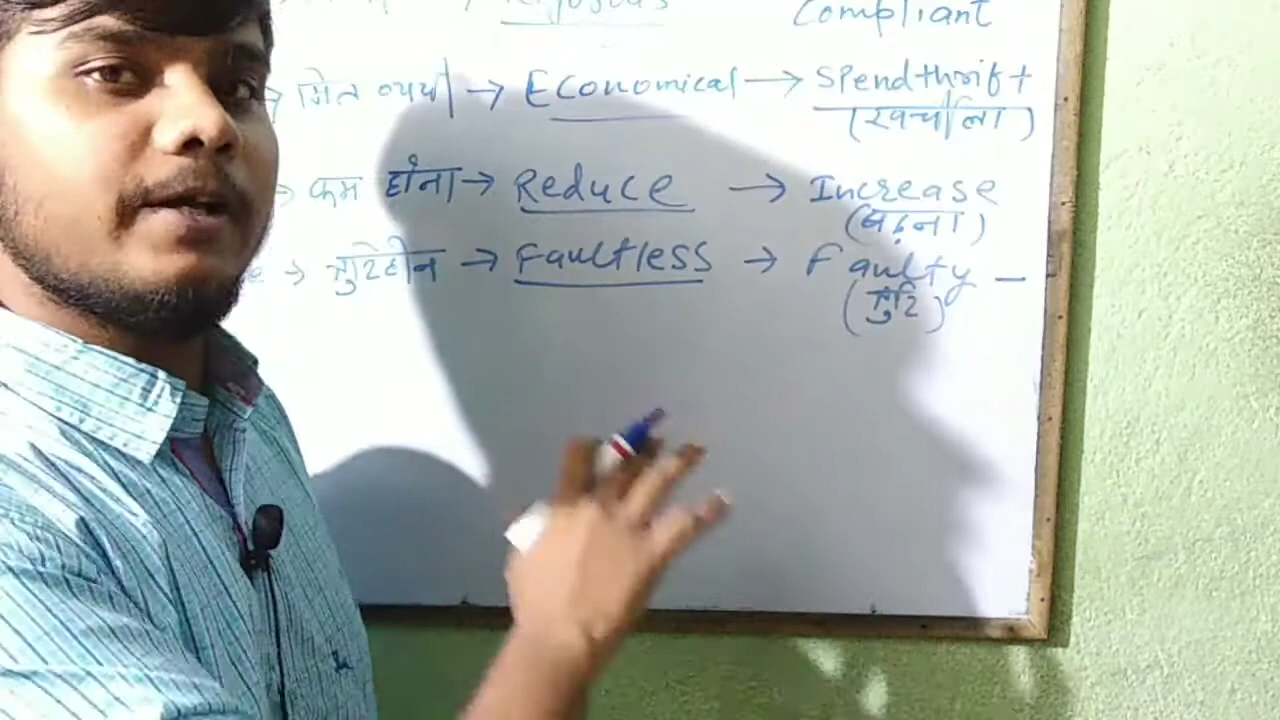 Compliant
→ मित व्ययी → Economical → Spendthrift
(खर्चीला)
→ कम होना → Reduce → Increase
(बढ़ना)
e → त्रुटिहीन → Faultless → Faulty –
(त्रुटि)